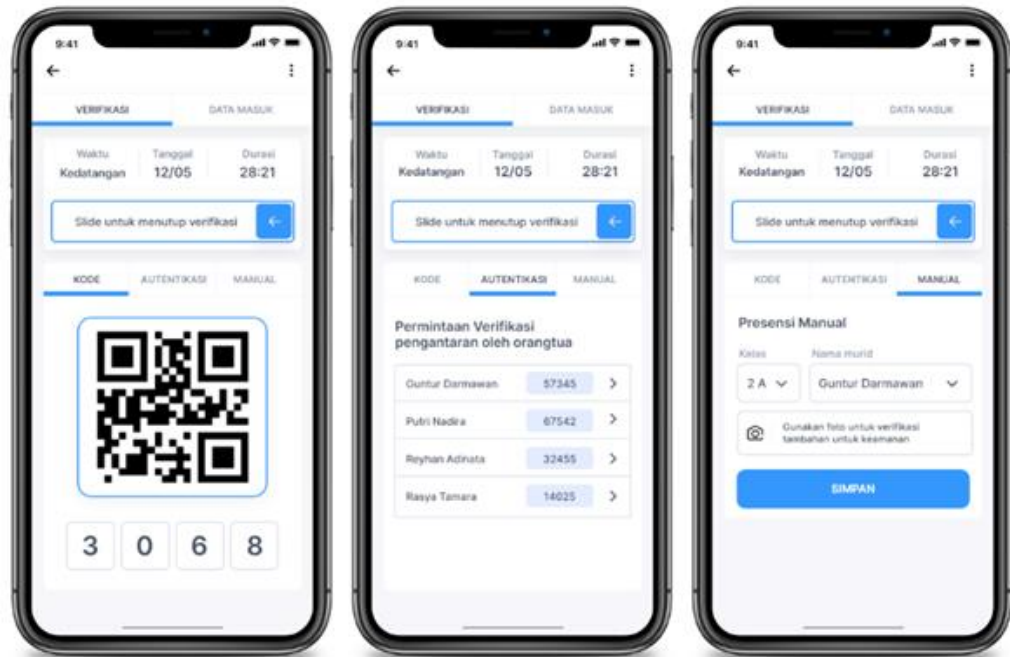 9:41
VERIFIKASI DATA MASUK
Waktu Tanggal Durasi
Kedatangan 12/05 28:21
Slide untuk menutup verifikasi
KODE AUTENTIKASI MANUAL
3 0 6 8
9:41
VERIFIKASI DATA MASUK
Waktu Tanggal Durasi
Kedatangan 12/05 28:21
Slide untuk menutup verifikasi
KODE AUTENTIKASI MANUAL
Permintaan Verifikasi
pengantaran oleh orangtua
Guntur Darmawan 57345
Putri Nadira 67542
Reyhan Adinata 32455
Rasya Tamara 14025
9:41
VERIFIKASI DATA MASUK
Waktu Tanggal Durasi
Kedatangan 12/05 28:21
Slide untuk menutup verifikasi
KODE AUTENTIKASI MANUAL
Presensi Manual
Kelas Nama murid
2 A Guntur Darmawan
Gunakan foto untuk verifikasi
tambahan untuk keamanan
SIMPAN